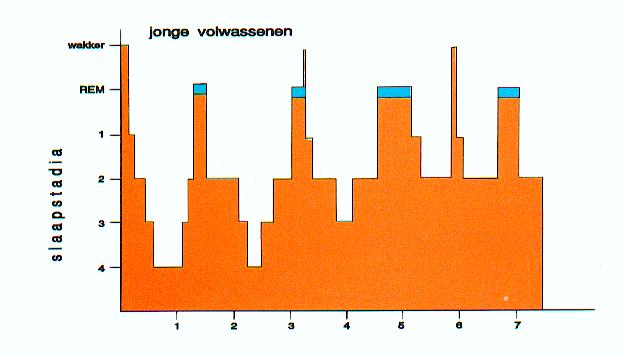 jonge volwassenen
wakker
REM
1
2
3
4
slaapstadia
1 2 3 4 5 6 7